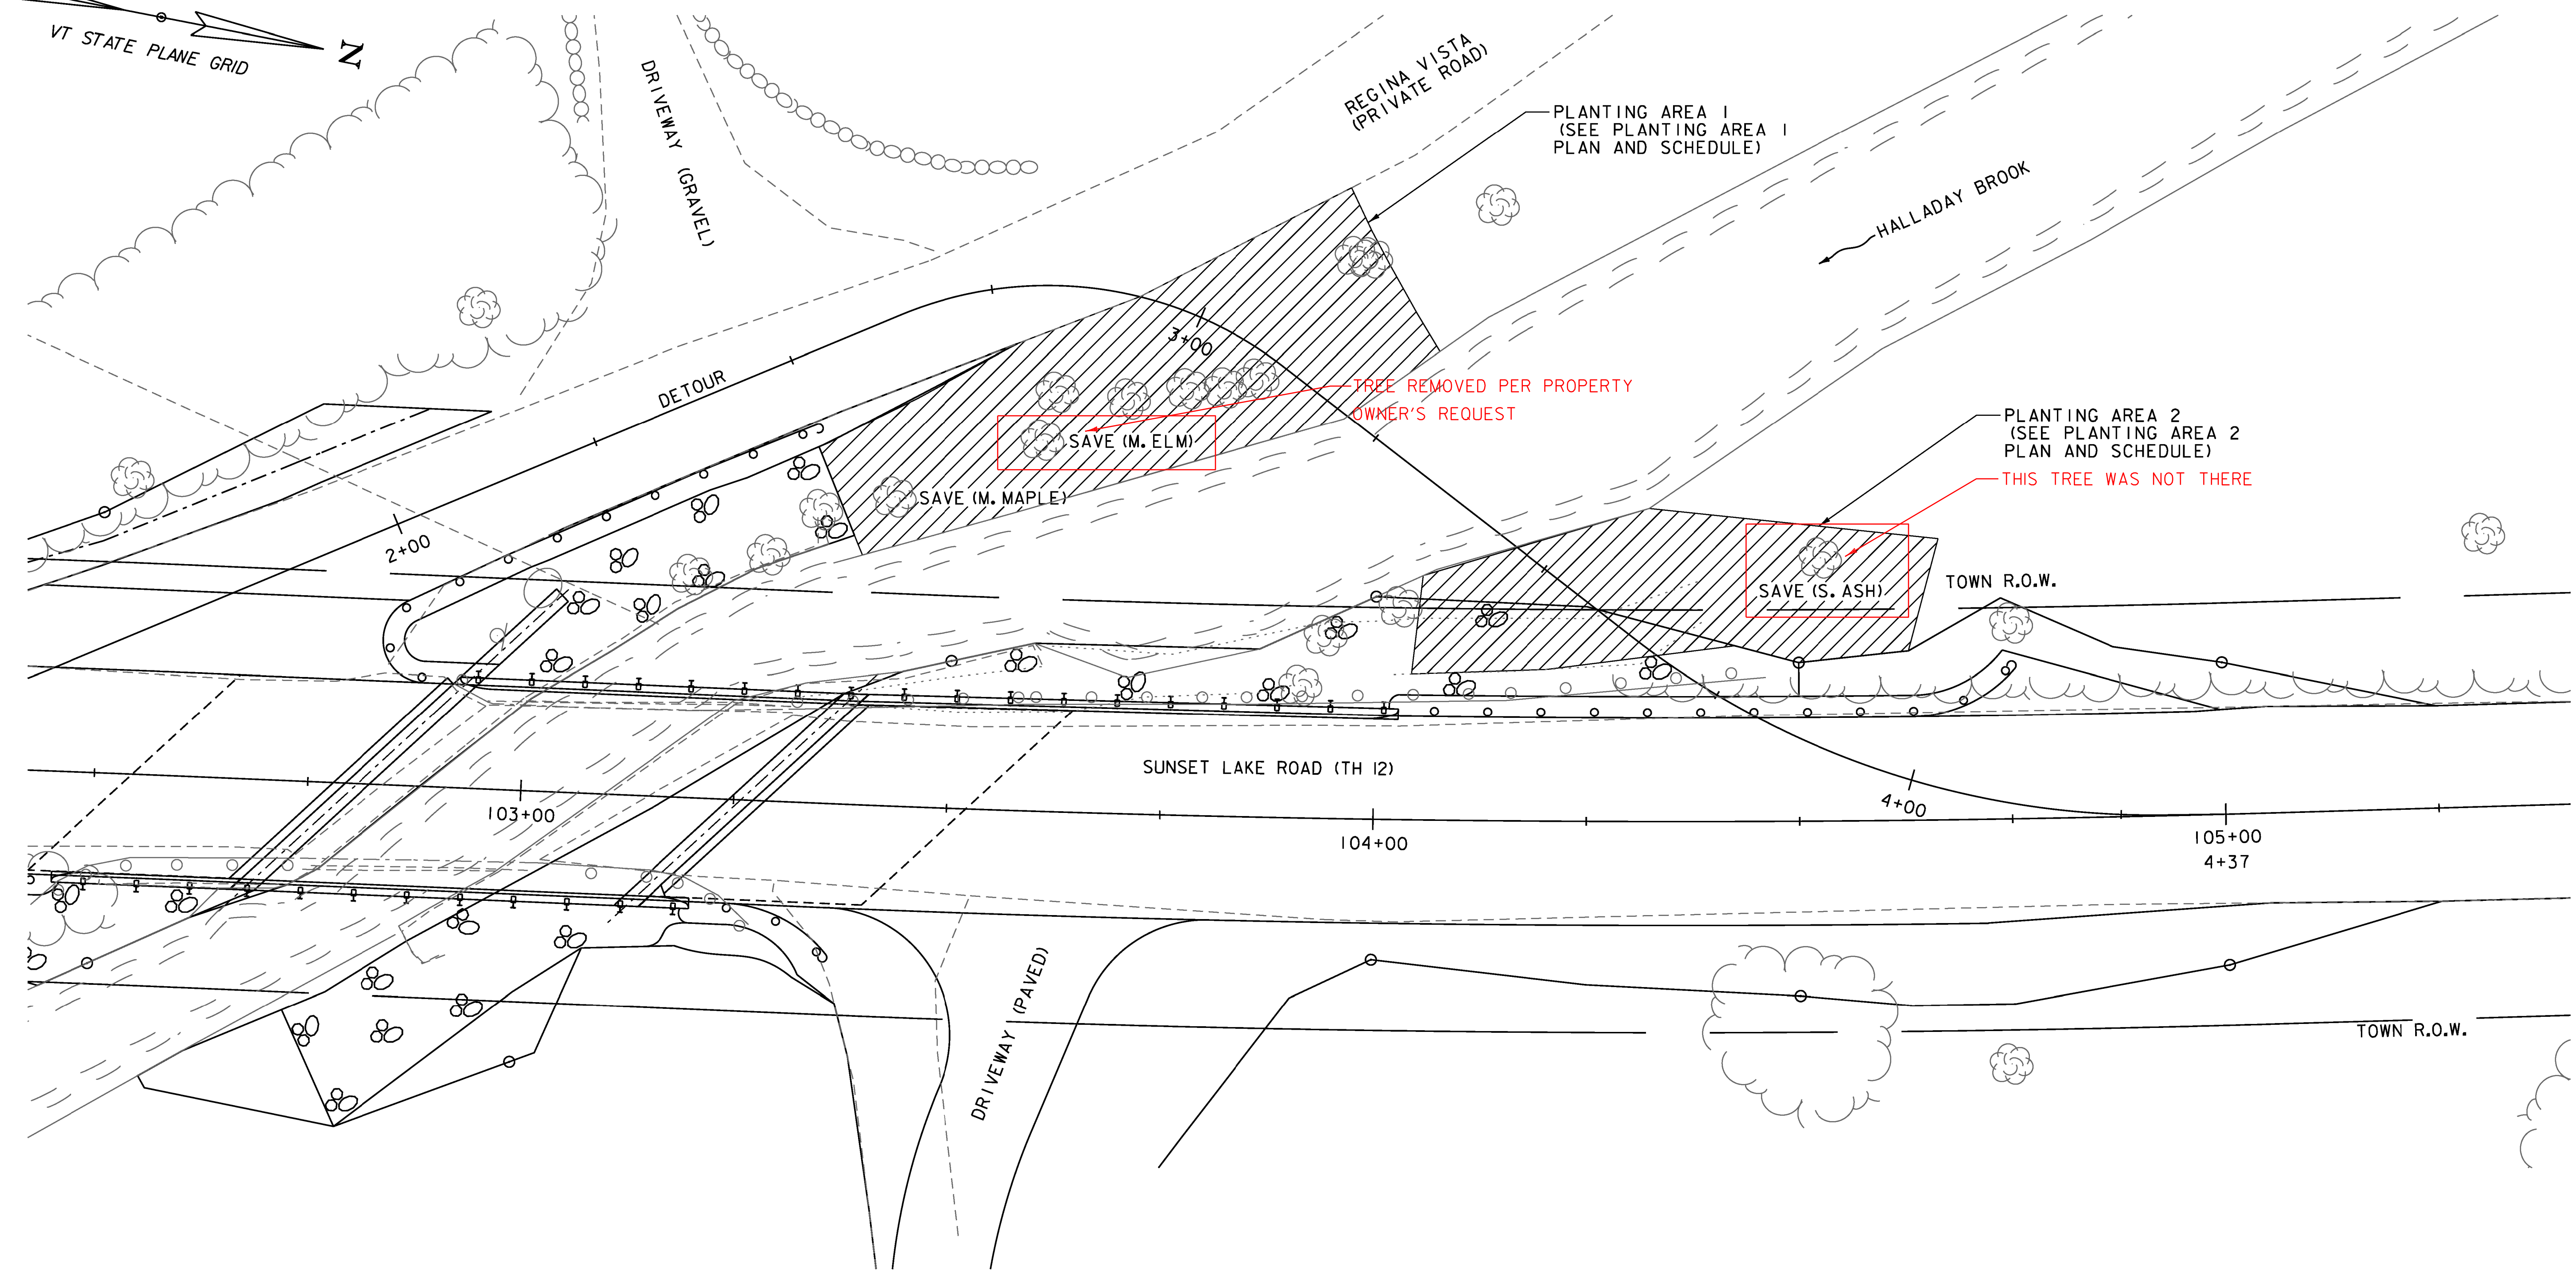 VT STATE PLANE GRID
N
DRIVEWAY (GRAVEL)
REGINA VISTA
(PRIVATE ROAD)
PLANTING AREA 1
(SEE PLANTING AREA 1
PLAN AND SCHEDULE)
HALLADAY BROOK
3+00
DETOUR
TREE REMOVED PER PROPERTY
OWNER'S REQUEST
SAVE (M. ELM)
SAVE (M. MAPLE)
PLANTING AREA 2
(SEE PLANTING AREA 2
PLAN AND SCHEDULE)
THIS TREE WAS NOT THERE
2+00
SAVE (S. ASH)
TOWN R.O.W.
SUNSET LAKE ROAD (TH 12)
103+00
104+00
4+00
105+00
4+37
DRIVEWAY (PAVED)
TOWN R.O.W.